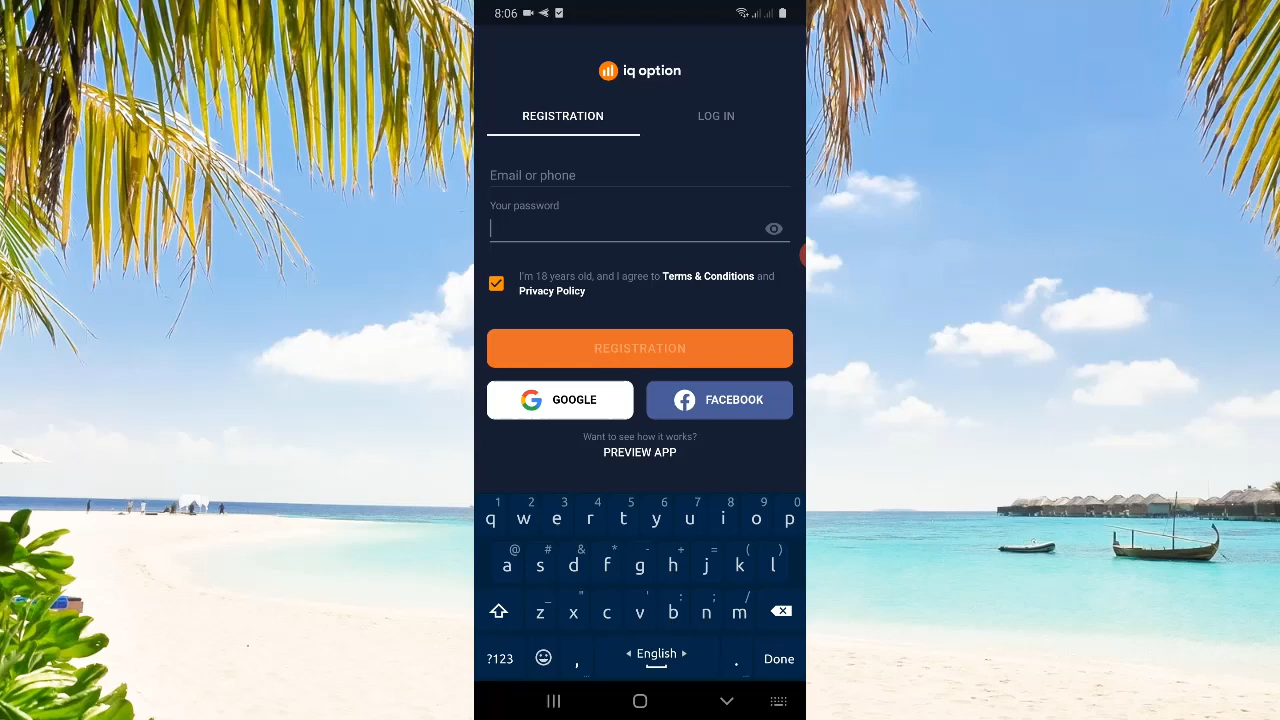 8:06
iq option
REGISTRATION LOG IN
Email or phone
Your password
I'm 18 years old, and I agree to Terms & Conditions and
Privacy Policy
REGISTRATION
GOOGLE FACEBOOK
Want to see how it works?
PREVIEW APP
1 2 3 4 5 6 7 8 9 0
q w e r t y u i o p
@ # & * - + = ( )
a s d f g h j k l
_ " ' : ; /
z x c v b n m
?123 , English . Done